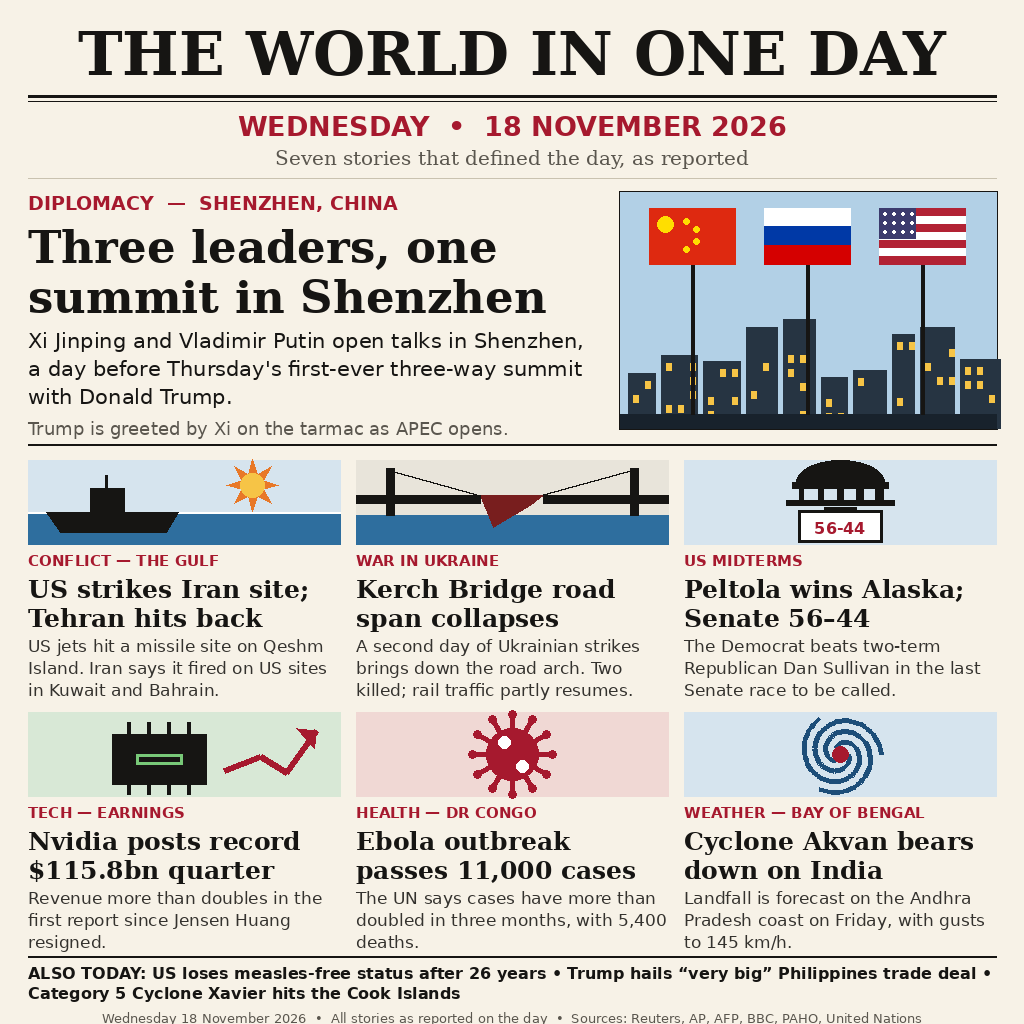 THE WORLD IN ONE DAY
WEDNESDAY • 18 NOVEMBER 2026
Seven stories that defined the day, as reported
DIPLOMACY — SHENZHEN, CHINA
Three leaders, one
summit in Shenzhen
Xi Jinping and Vladimir Putin open talks in Shenzhen,
a day before Thursday's first-ever three-way summit
with Donald Trump.
Trump is greeted by Xi on the tarmac as APEC opens.
CONFLICT — THE GULF
US strikes Iran site;
Tehran hits back
US jets hit a missile site on Qeshm
Island. Iran says it fired on US sites
in Kuwait and Bahrain.
WAR IN UKRAINE
Kerch Bridge road
span collapses
A second day of Ukrainian strikes
brings down the road arch. Two
killed; rail traffic partly resumes.
56-44
US MIDTERMS
Peltola wins Alaska;
Senate 56–44
The Democrat beats two-term
Republican Dan Sullivan in the last
Senate race to be called.
TECH — EARNINGS
Nvidia posts record
$115.8bn quarter
Revenue more than doubles in the
first report since Jensen Huang
resigned.
HEALTH — DR CONGO
Ebola outbreak
passes 11,000 cases
The UN says cases have more than
doubled in three months, with 5,400
deaths.
WEATHER — BAY OF BENGAL
Cyclone Akvan bears
down on India
Landfall is forecast on the Andhra
Pradesh coast on Friday, with gusts
to 145 km/h.
ALSO TODAY: US loses measles-free status after 26 years • Trump hails “very big” Philippines trade deal •
Category 5 Cyclone Xavier hits the Cook Islands
Wednesday 18 November 2026 • All stories as reported on the day • Sources: Reuters, AP, AFP, BBC, PAHO, United Nations